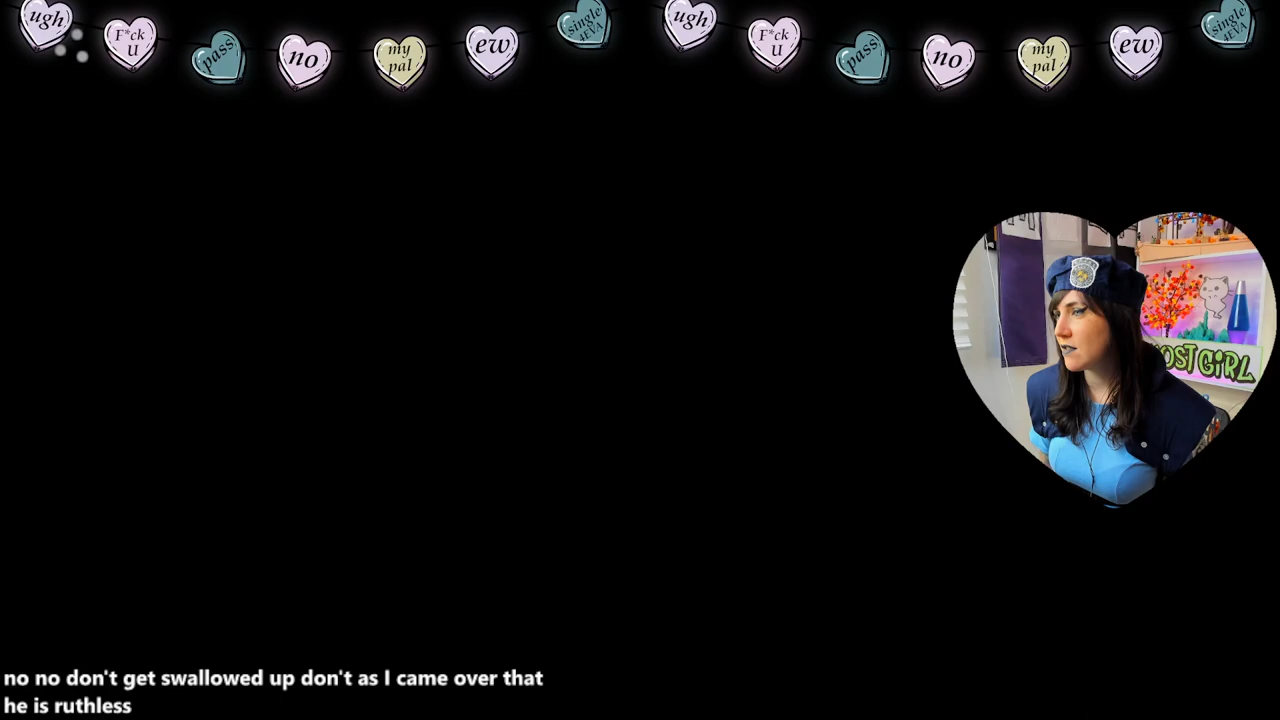 ugh
F*ck
U
pass
no
my
pal
ew
single
4EVA
ugh
F*ck
U
pass
no
my
pal
ew
single
4EVA
OST GiRL
no no don't get swallowed up don't as I came over that
he is ruthless